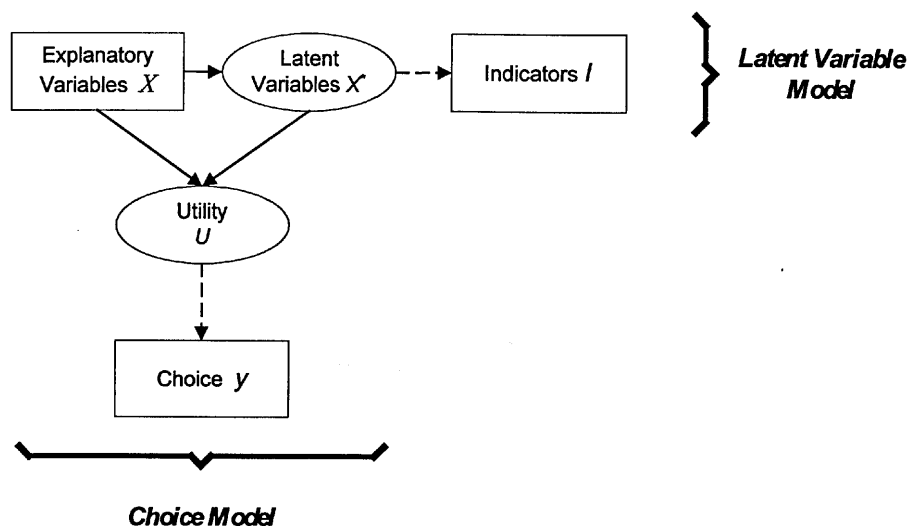 Explanatory
Variables X
Latent
Variables X*
Indicators I
Latent Variable
Model
Utility
U
Choice y
Choice Model